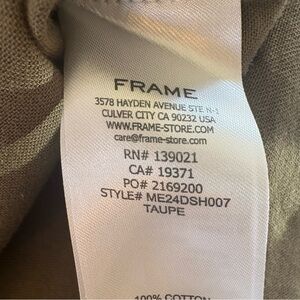 FRAME
3578 HAYDEN AVENUE STE N-1
CULVER CITY CA 90232 USA
WWW.FRAME-STORE.COM
care@frame-store.com
RN# 139021
CA# 19371
PO# 2169200
STYLE# ME24DSH007
TAUPE
100% COTTON